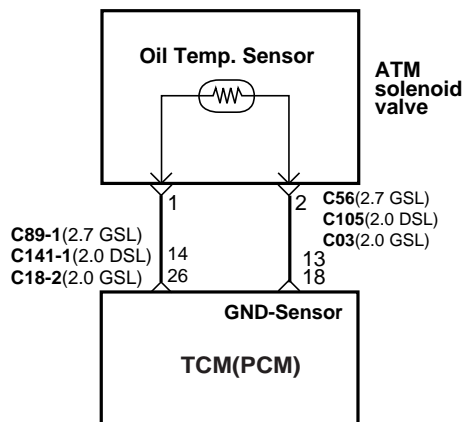 Oil Temp. Sensor
ATM
solenoid
valve
1
2
C56(2.7 GSL)
C105(2.0 DSL)
C03(2.0 GSL)
C89-1(2.7 GSL)
C141-1(2.0 DSL) 14
C18-2(2.0 GSL) 26
13
18
GND-Sensor
TCM(PCM)